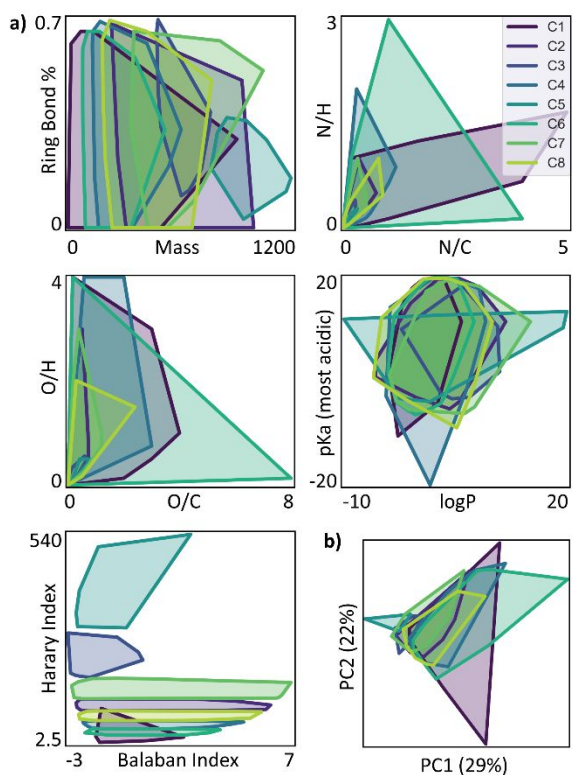 a)
0.7
Ring Bond %
0
0
Mass
1200
3
N/H
0
0
N/C
5
C1
C2
C3
C4
C5
C6
C7
C8
4
O/H
0
0
O/C
8
20
pKa (most acidic)
-20
-10
logP
20
540
Harary Index
2.5
-3
Balaban Index
7
b)
PC2 (22%)
PC1 (29%)